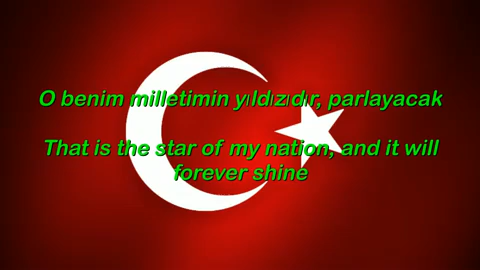 O benim milletimin yıldızıdır, parlayacak
That is the star of my nation, and it will
forever shine